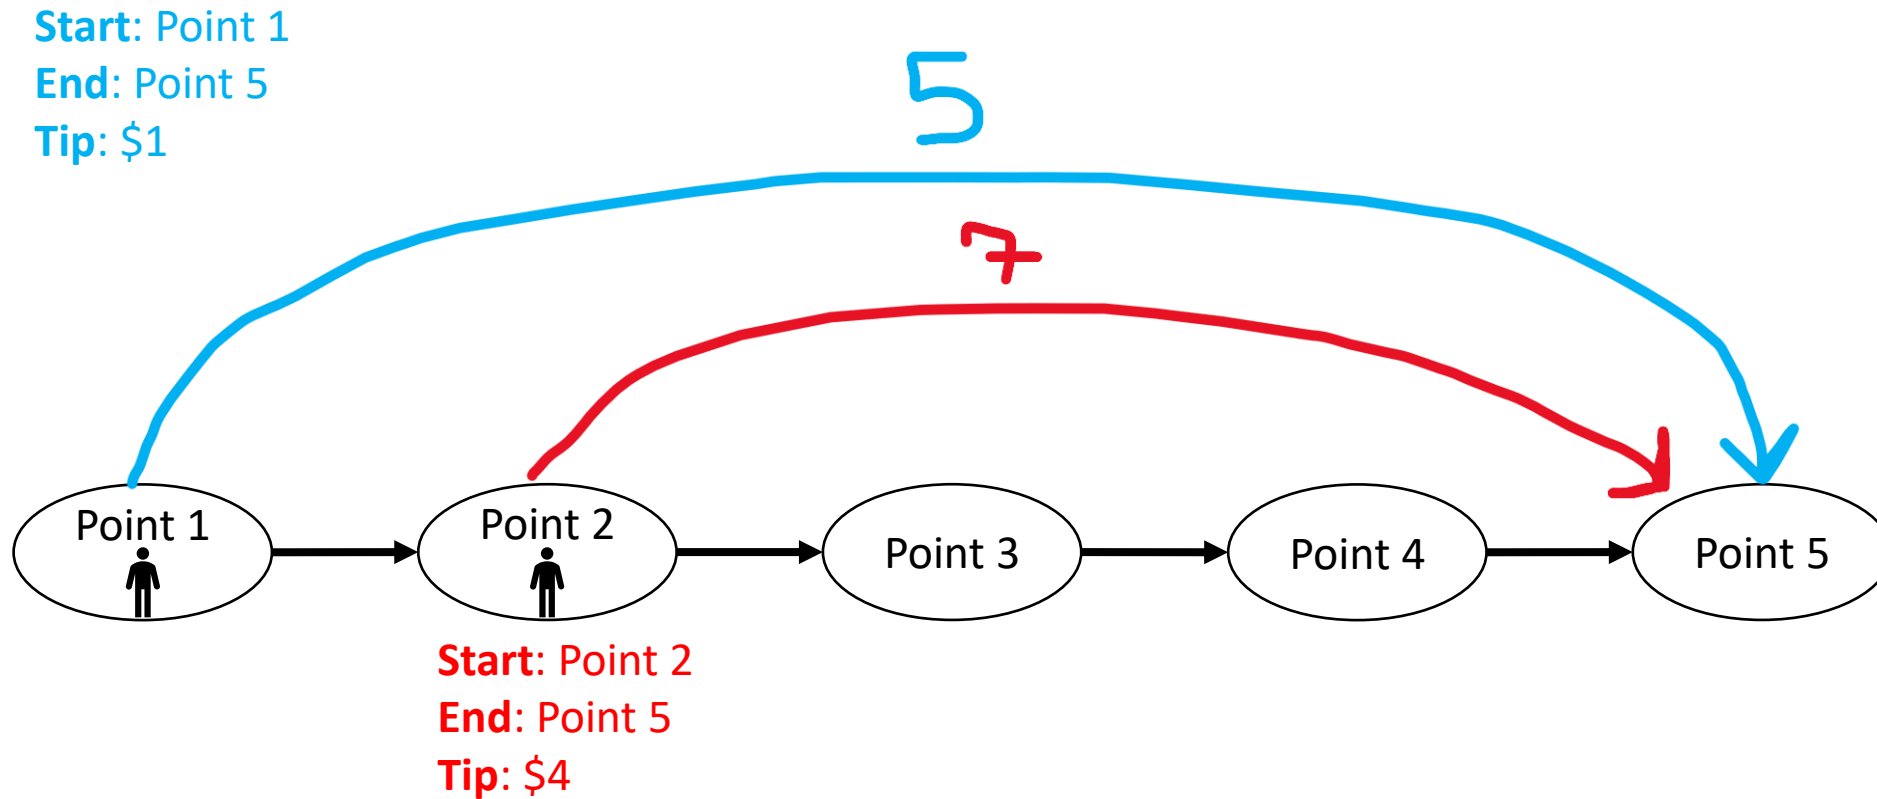 Start: Point 1
End: Point 5
Tip: $1
5
7
Point 1
Point 2
Point 3
Point 4
Point 5
Start: Point 2
End: Point 5
Tip: $4